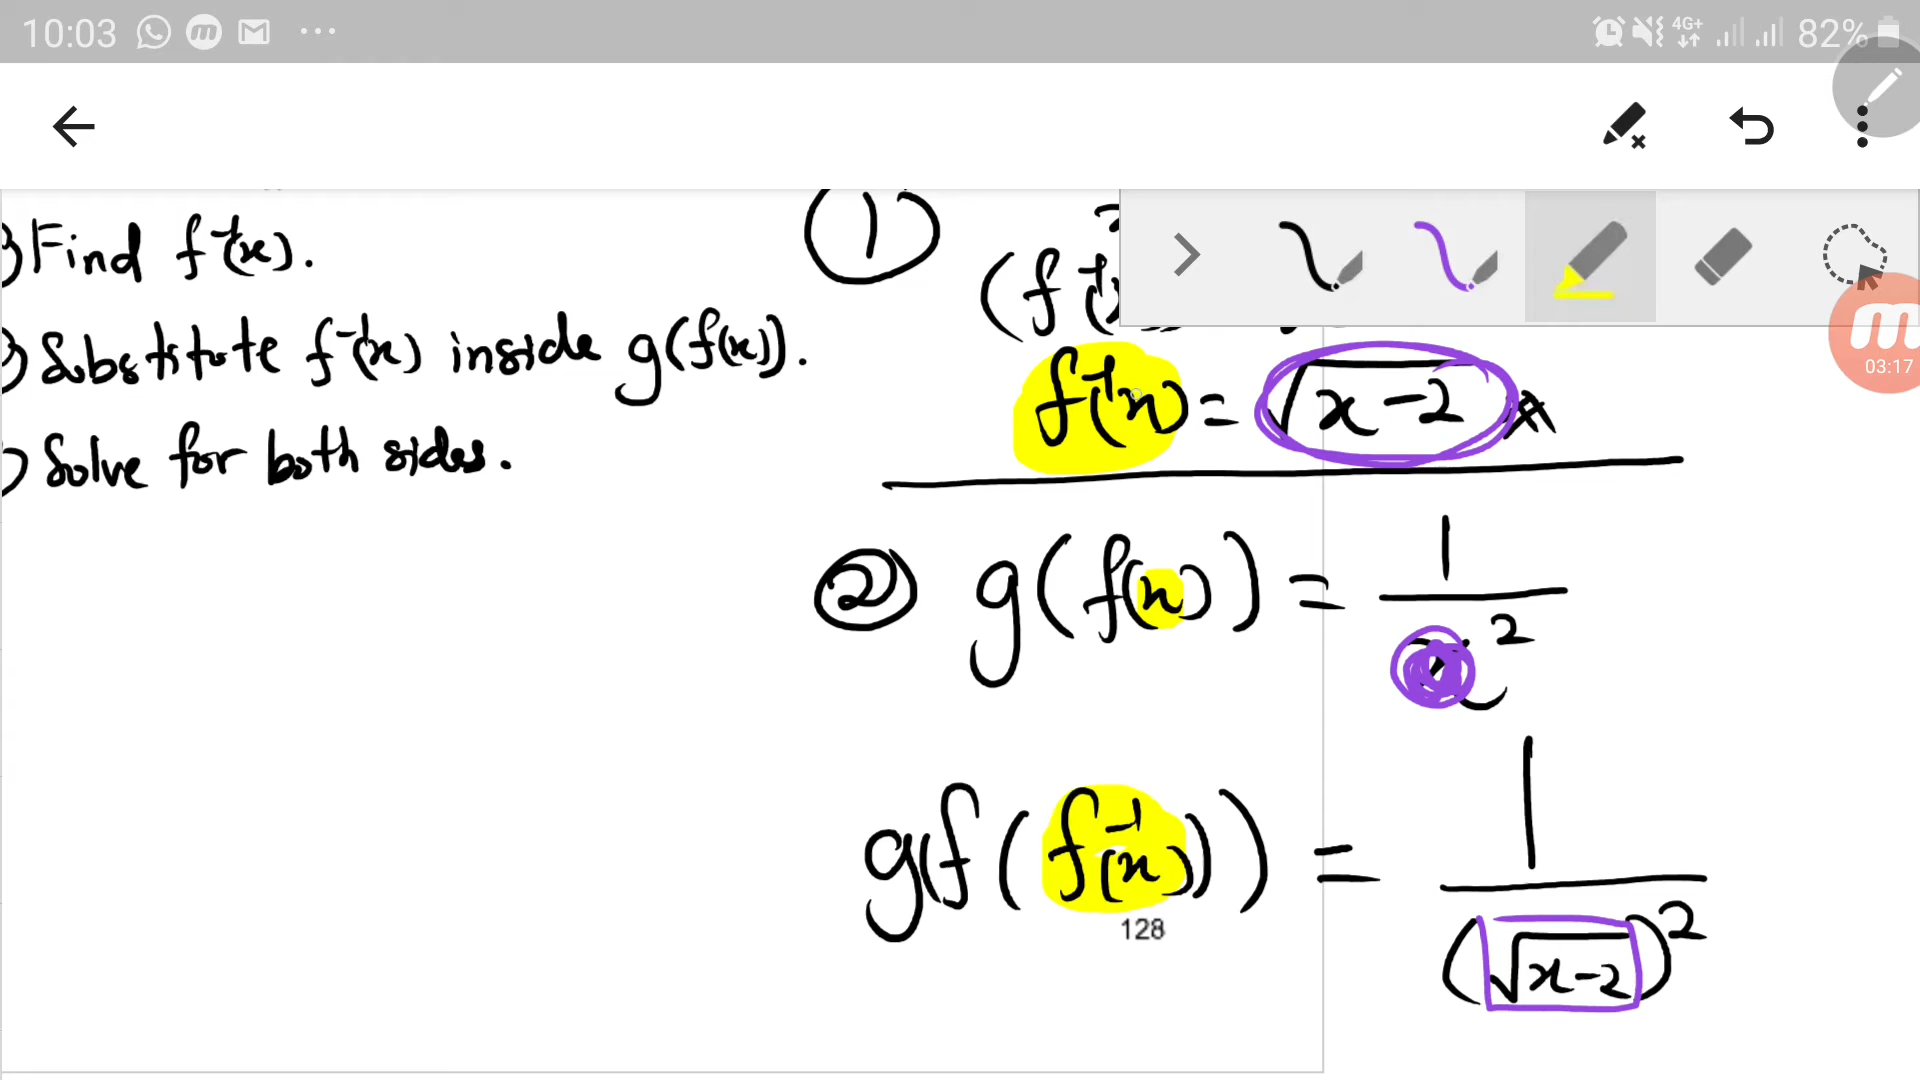 10:03 82%
03:17
Find f⁻¹(x).
Substitute f⁻¹(x) inside g(f(x)).
Solve for both sides.
①
(f⁻¹(x
f⁻¹(x) = √x-2
② g(f(x)) = 1/x²
gf(f⁻¹(x)) = 1/(√x-2)²
128